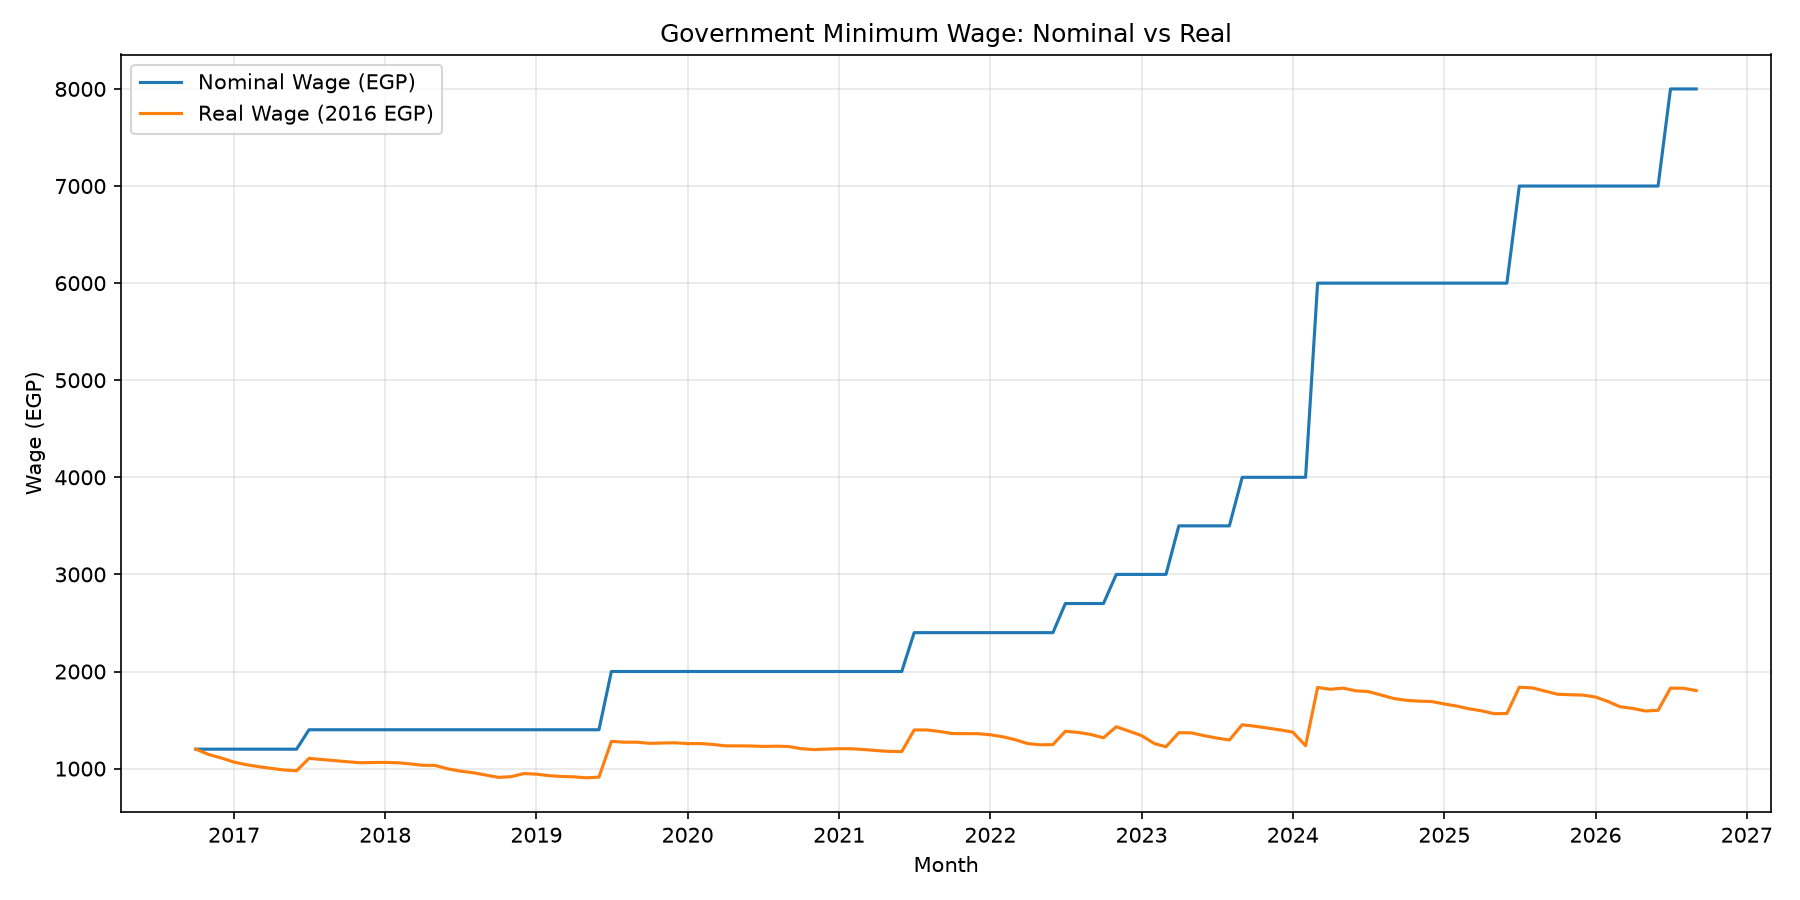 Government Minimum Wage: Nominal vs Real
Nominal Wage (EGP)
Real Wage (2016 EGP)
8000
7000
6000
5000
4000
3000
2000
1000
Wage (EGP)
2017 2018 2019 2020 2021 2022 2023 2024 2025 2026 2027
Month